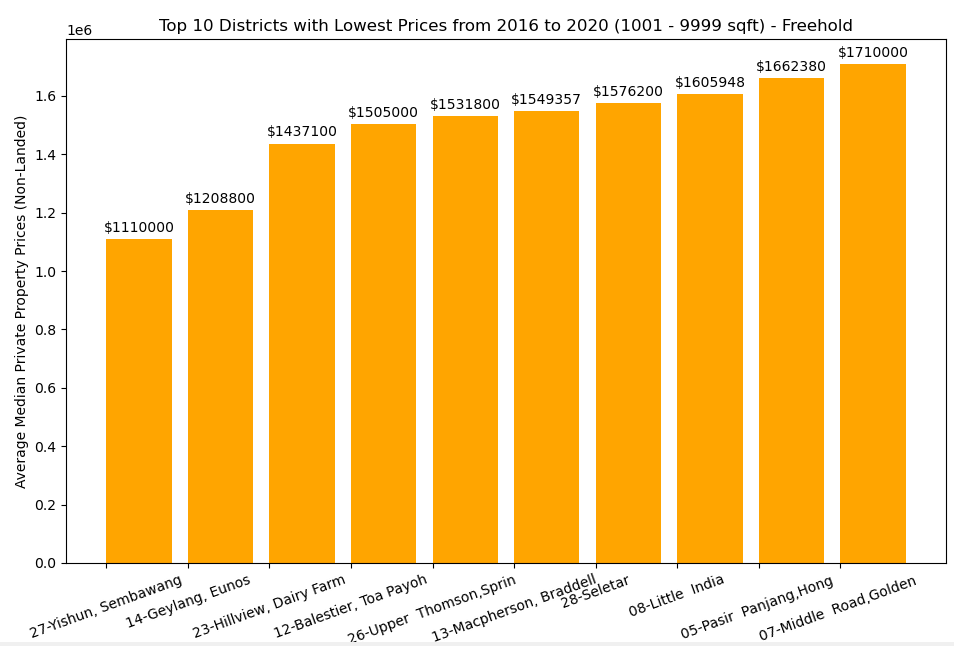 Top 10 Districts with Lowest Prices from 2016 to 2020 (1001 - 9999 sqft) - Freehold
1e6
Average Median Private Property Prices (Non-Landed)
1.6
1.4
1.2
1.0
0.8
0.6
0.4
0.2
0.0
$1110000
$1208800
$1437100
$1505000
$1531800
$1549357
$1576200
$1605948
$1662380
$1710000
27-Yishun, Sembawang
14-Geylang, Eunos
23-Hillview, Dairy Farm
12-Balestier, Toa Payoh
26-Upper  Thomson,Sprin
13-Macpherson, Braddell
28-Seletar
08-Little  India
05-Pasir  Panjang,Hong
07-Middle  Road,Golden